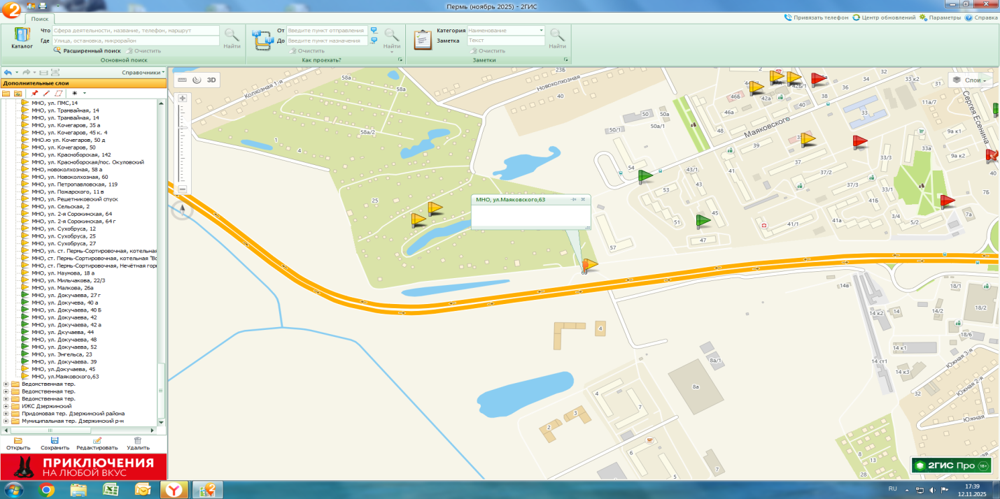 Пермь (ноябрь 2025) - 2ГИС
Поиск
Привязать телефон
Центр обновлений
Параметры
Справка
Каталог
Что
Сфера деятельности, название, телефон, маршрут
Где
Улица, остановка, микрорайон
Найти
Расширенный поиск
Очистить
Основной поиск
От
Введите пункт отправления
До
Введите пункт назначения
Найти
Очистить
Как проехать?
Категория
Наименование
Заметка
Текст
Найти
Очистить
Заметки
Справочники
Дополнительные слои
МНО, ул. ПМС,14
МНО, ул. Транвайная, 14
МНО, ул. Транвайная, 14
МНО, ул. Кочегаров, 35 а
МНО, ул. Кочегаров, 45 к. 4
МНО.ю ул. Кочегаров, 50 д
МНО, ул. Кочегаров, 50
МНО, ул. Красноборская, 142
МНО, ул. Красноборская/пос. Окуловский
МНО, новоколхозная, 58 а
МНО, ул. Новоколхозная, 60
МНО, ул. Петропавловская, 119
МНО, ул. Пожарского, 11 в
МНО, ул. Решетниковский спуск
МНО, ул. Сельская, 2
МНО, ул. 2-я Сорокинская, 64
МНО, ул. 2-я Сорокинская, 64 г
МНО, ул. Сухобруса, 12
МНО, ул. Сухобруса, 25
МНО, ул. Сухобруса, 27
МНО, ул. ст. Пернь-Сортировочная, котельная
МНО, ст. Пернь-Сортировочная, котельная "Вс
МНО, ст. Пернь-Сортировочная, Нечётная гор
МНО, ул. Наумова, 18 а
МНО, ул. Мильчакова, 22/3
МНО, ул. Малкова, 26а
МНО, ул. Докучаева, 27 г
МНО, ул. Докучева, 40 а
МНО, ул. Докучаева, 40 Б
МНО, ул. Докучаева, 42
МНО, ул. Докучаева, 42 а
МНО, ул. Дкучаева, 44
МНО, ул. Докучаева, 48
МНО, ул. Докучаева, 52
МНО, ул. Энгельса, 23
МНО, ул. Докучаева. 39
МНО, ул.Докучаева, 45
МНО, ул.Маяковского,63
Ведомственная тер.
Ведомственная тер.
Ведомственная тер.
ИЖС Дзержинский
Придомовая тер. Дзержинский района
Муниципальная тер. Дзержинский р-н
Открыть
Сохранить
Редактировать
Удалить
ПРИКЛЮЧЕНИЯ
НА ЛЮБОЙ ВКУС
3D
Слои
Колхозная 1-я
58а
58а
58а/2
1
4
25
Новоколхозная
23Б
40
МНО, ул.Маяковского,63
Маяковского
Сергея Есенина
50
50а
50а/1
50/1
54
53
51
57
47
45
43
43/1
41
39
37
37/2
37/3
41/1
41а
41Б
33/1
33/3
33а
33
46Б
46а
48
42а
40
38
36
34
32
33 к2
31
11а/7
9а к1
9а к2
40
7Б
7а
3/4
5/2
14в
14 к2
14
14/2
18/1
18/2
18/6
14 к1
14 ст1
14 к3
32
Южная 3-я
Южная 2-я
Южная
4
8а/1
8а
4
7
3
2
6
5
7
8
13
28
2ГИС Про
18+
RU
17:39
12.11.2025